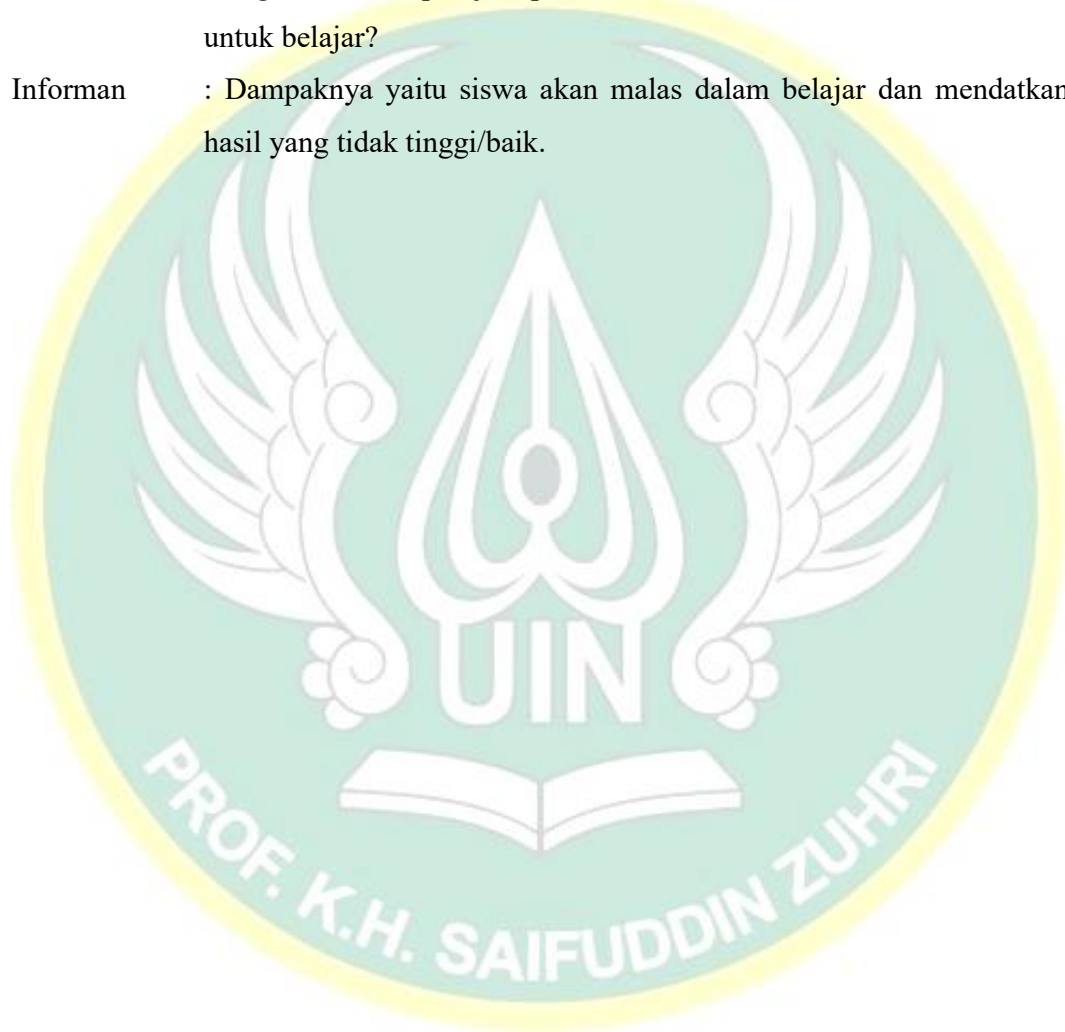 untuk belajar?
Informan : Dampaknya yaitu siswa akan malas dalam belajar dan mendatkan
hasil yang tidak tinggi/baik.
UIN
PROF. K.H. SAIFUDDIN ZUHRI